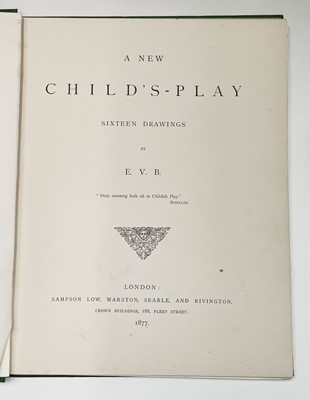 A NEW
CHILD'S-PLAY
SIXTEEN DRAWINGS
BY
E. V. B.
"Deep meaning lieth oft in Childish Play."
SCHILLER
LONDON:
SAMPSON LOW, MARSTON, SEARLE, AND RIVINGTON,
CROWN BUILDINGS, 188, FLEET STREET.
1877.